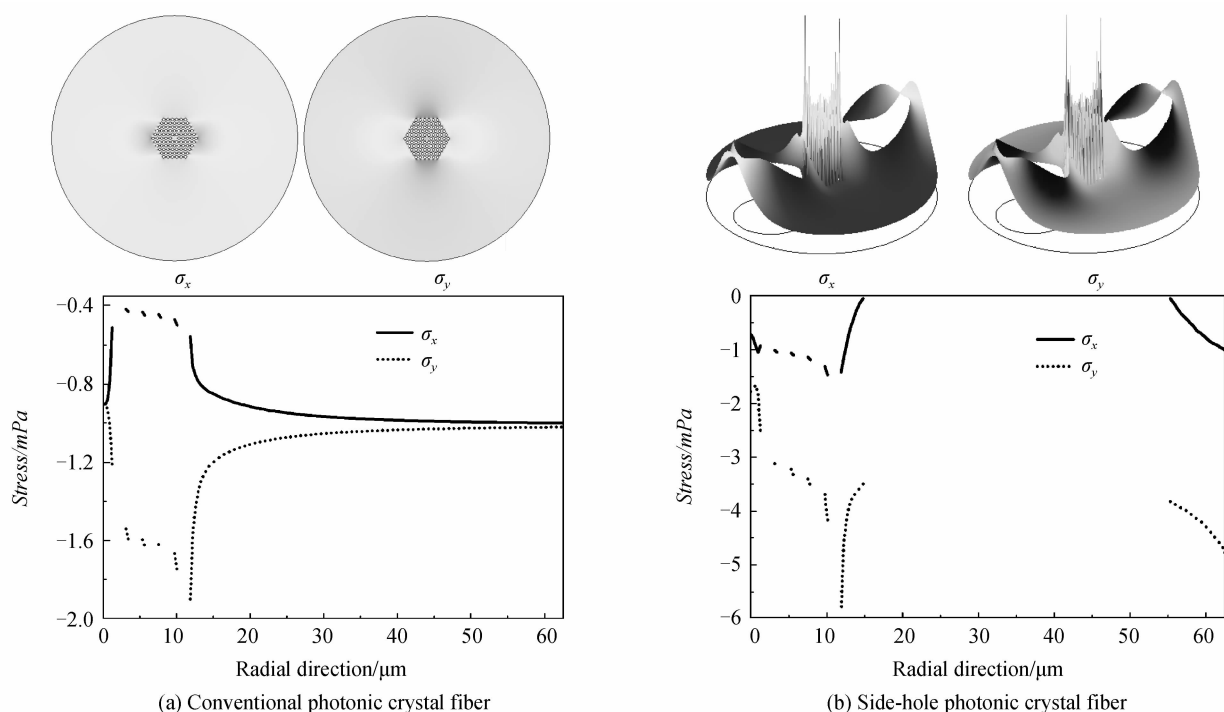 σx σy
−0.4
−0.8
−1.2
−1.6
−2.0
Stress/mPa
σx
σy
0 10 20 30 40 50 60
Radial direction/μm
(a) Conventional photonic crystal fiber
σx σy
0
−1
−2
−3
−4
−5
−6
Stress/mPa
σx
σy
0 10 20 30 40 50 60
Radial direction/μm
(b) Side-hole photonic crystal fiber